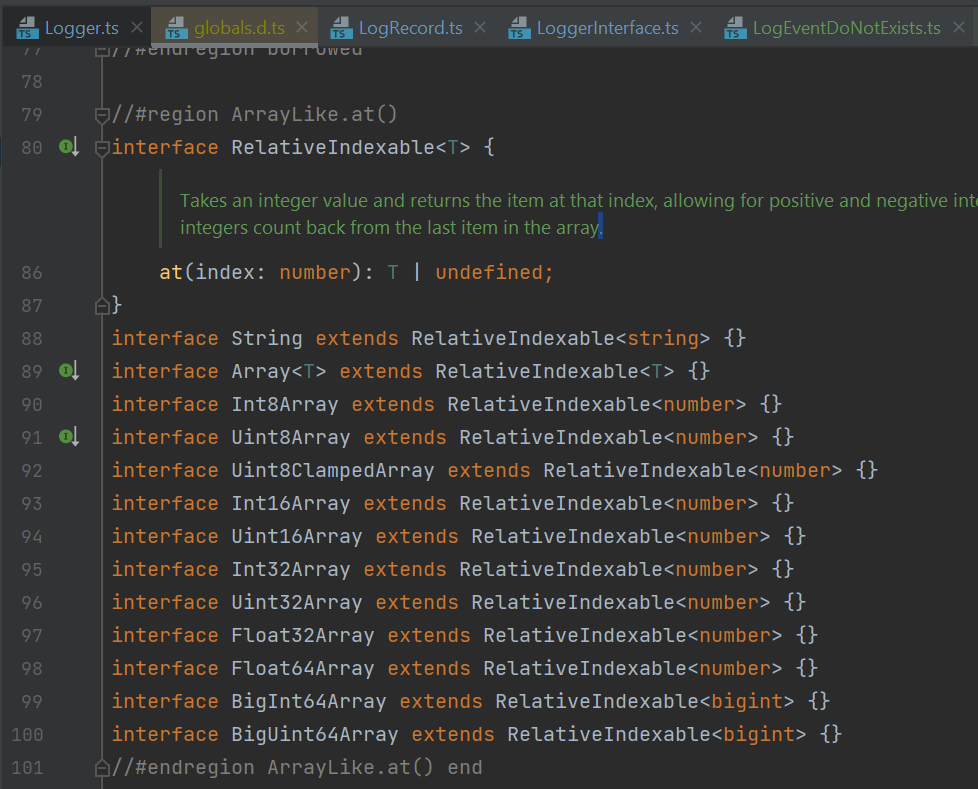 Logger.ts
globals.d.ts
LogRecord.ts
LoggerInterface.ts
LogEventDoNotExists.ts
77 //#endregion borrowed
78
79 //#region ArrayLike.at()
80 interface RelativeIndexable<T> {
Takes an integer value and returns the item at that index, allowing for positive and negative
integers count back from the last item in the array.
86 at(index: number): T | undefined;
87 }
88 interface String extends RelativeIndexable<string> {}
89 interface Array<T> extends RelativeIndexable<T> {}
90 interface Int8Array extends RelativeIndexable<number> {}
91 interface Uint8Array extends RelativeIndexable<number> {}
92 interface Uint8ClampedArray extends RelativeIndexable<number> {}
93 interface Int16Array extends RelativeIndexable<number> {}
94 interface Uint16Array extends RelativeIndexable<number> {}
95 interface Int32Array extends RelativeIndexable<number> {}
96 interface Uint32Array extends RelativeIndexable<number> {}
97 interface Float32Array extends RelativeIndexable<number> {}
98 interface Float64Array extends RelativeIndexable<number> {}
99 interface BigInt64Array extends RelativeIndexable<bigint> {}
100 interface BigUint64Array extends RelativeIndexable<bigint> {}
101 //#endregion ArrayLike.at() end